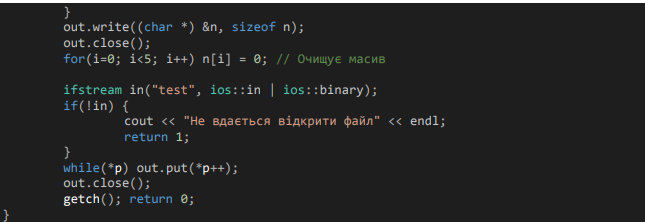 }
out.write((char *) &n, sizeof n);
out.close();
for(i=0; i<5; i++) n[i] = 0; // Очищує масив
ifstream in("test", ios::in | ios::binary);
if(!in) {
cout << "Не вдається відкрити файл" << endl;
return 1;
}
while(*p) out.put(*p++);
out.close();
getch(); return 0;
}